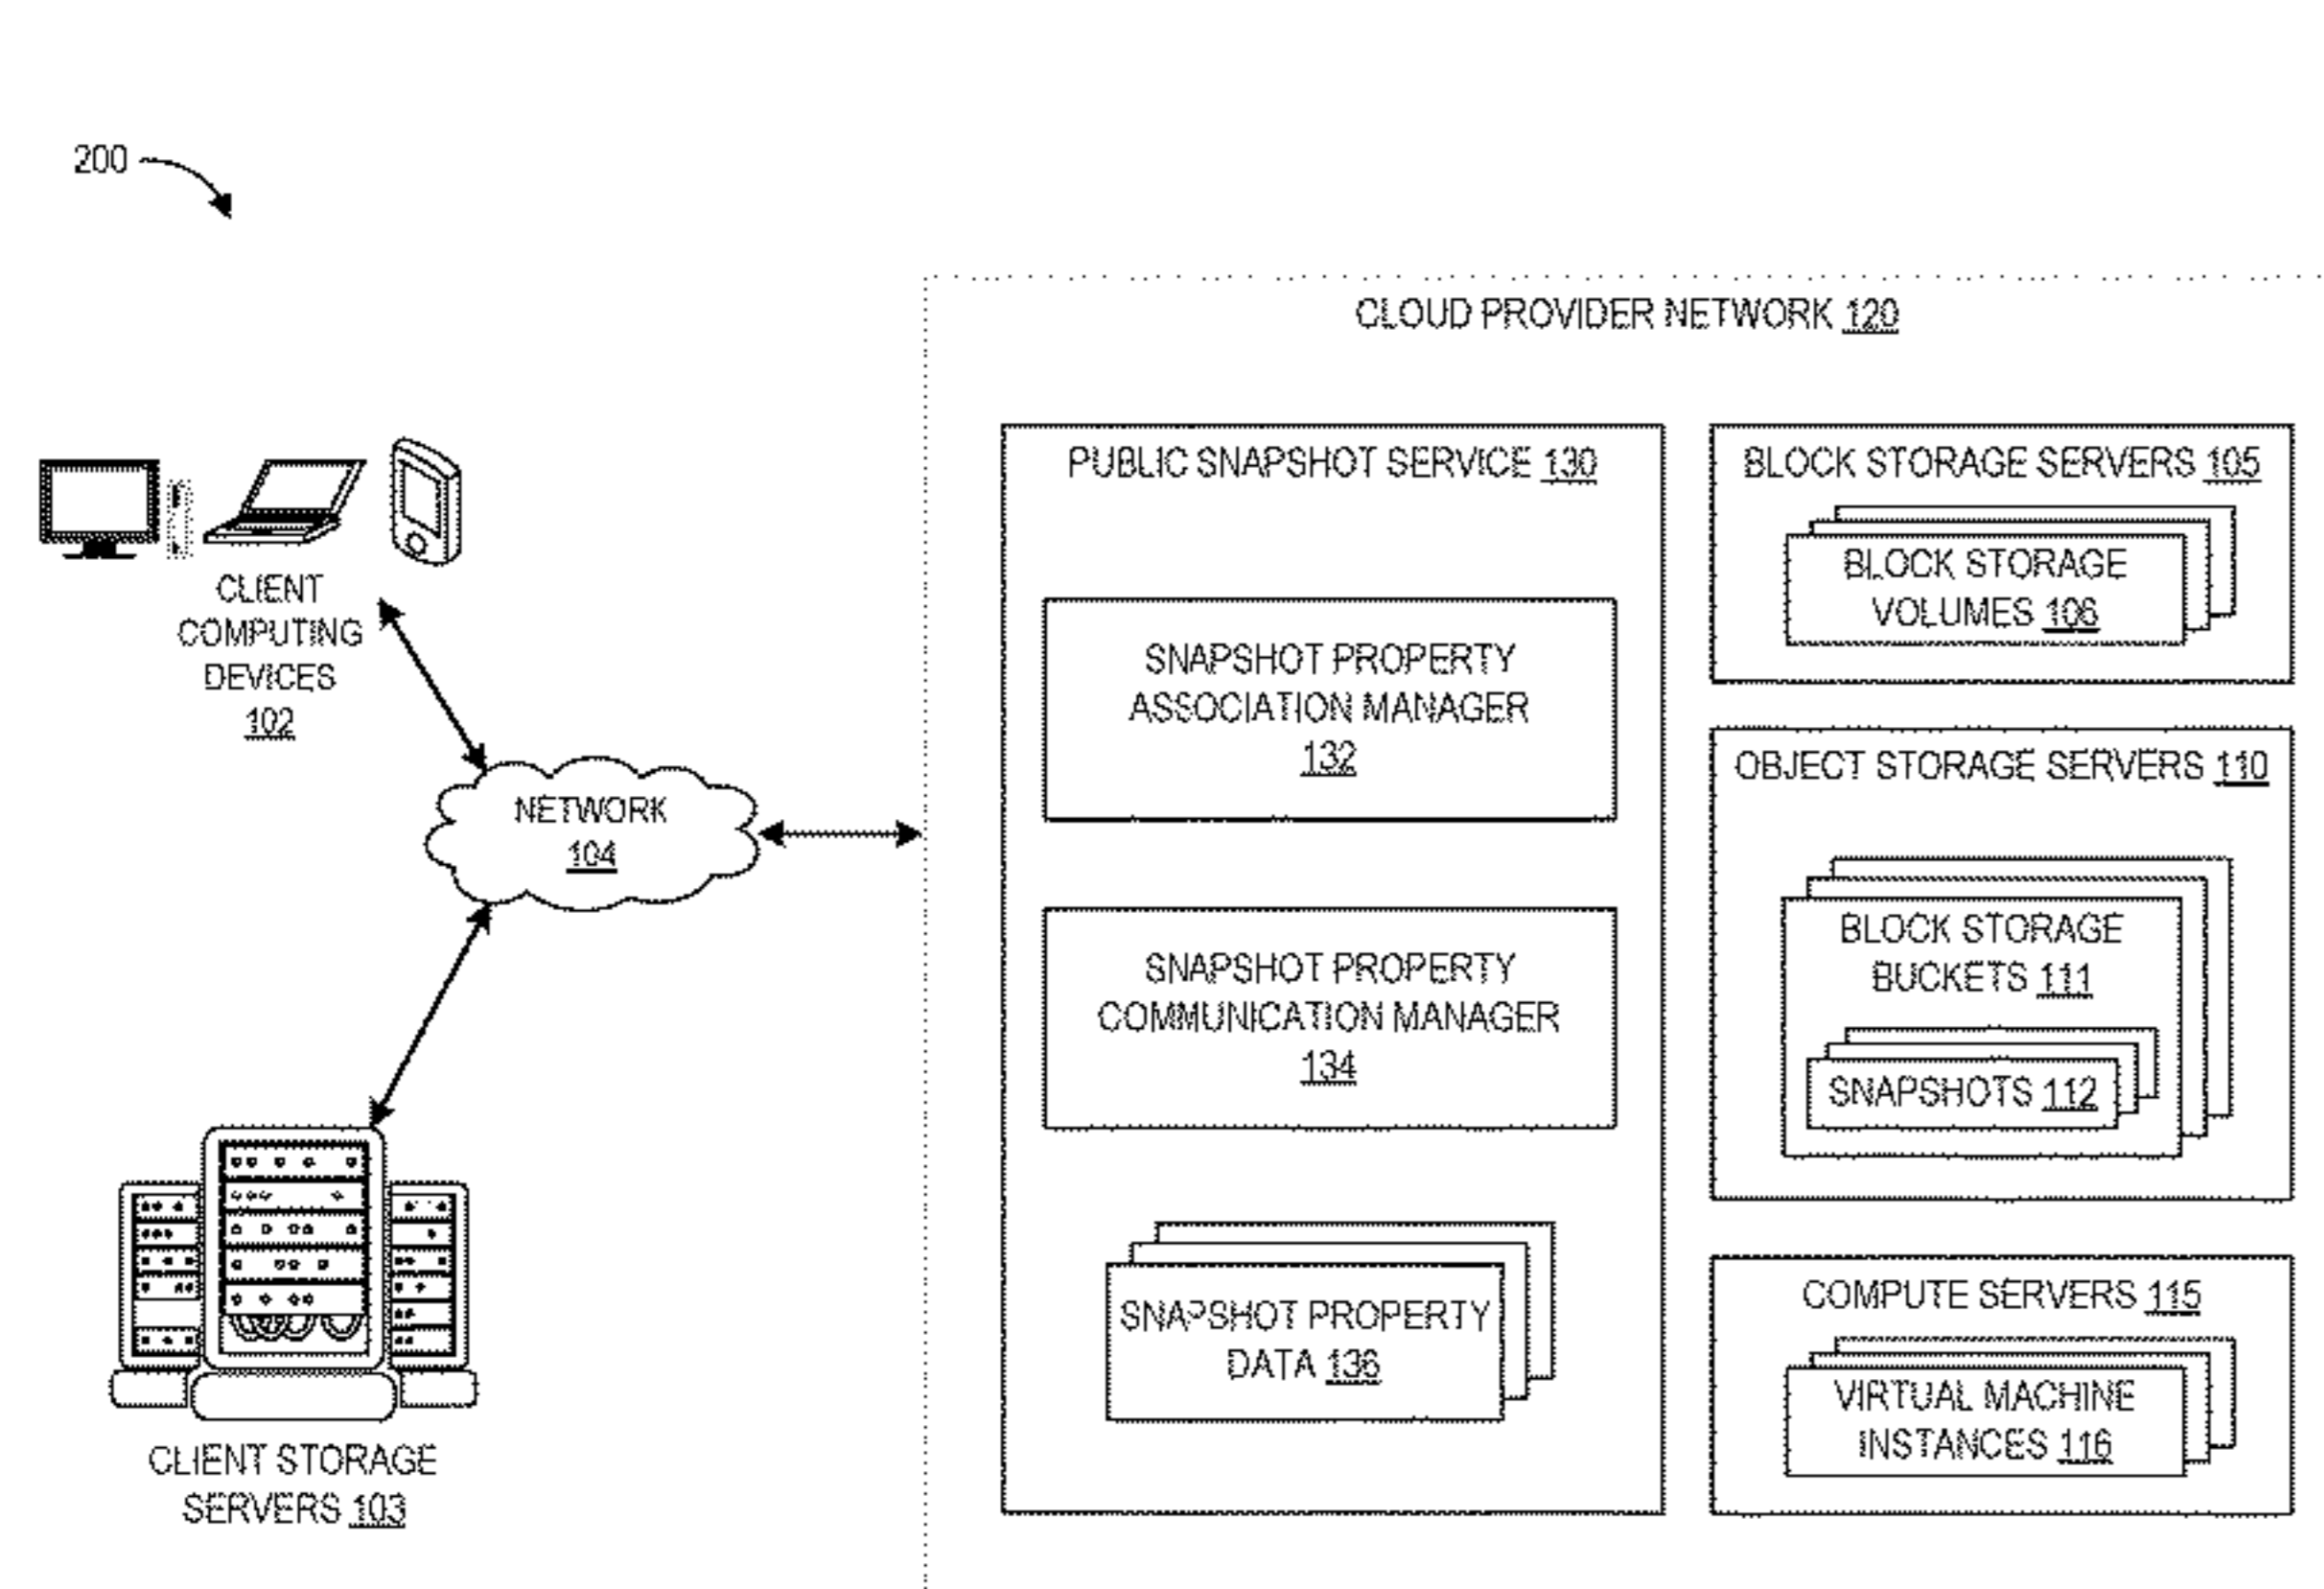 200
CLOUD PROVIDER NETWORK 120
CLIENT
COMPUTING
DEVICES
102
NETWORK
104
CLIENT STORAGE
SERVERS 103
PUBLIC SNAPSHOT SERVICE 130
SNAPSHOT PROPERTY
ASSOCIATION MANAGER
132
SNAPSHOT PROPERTY
COMMUNICATION MANAGER
134
SNAPSHOT PROPERTY
DATA 136
BLOCK STORAGE SERVERS 105
BLOCK STORAGE
VOLUMES 106
OBJECT STORAGE SERVERS 110
BLOCK STORAGE
BUCKETS 111
SNAPSHOTS 112
COMPUTE SERVERS 115
VIRTUAL MACHINE
INSTANCES 116